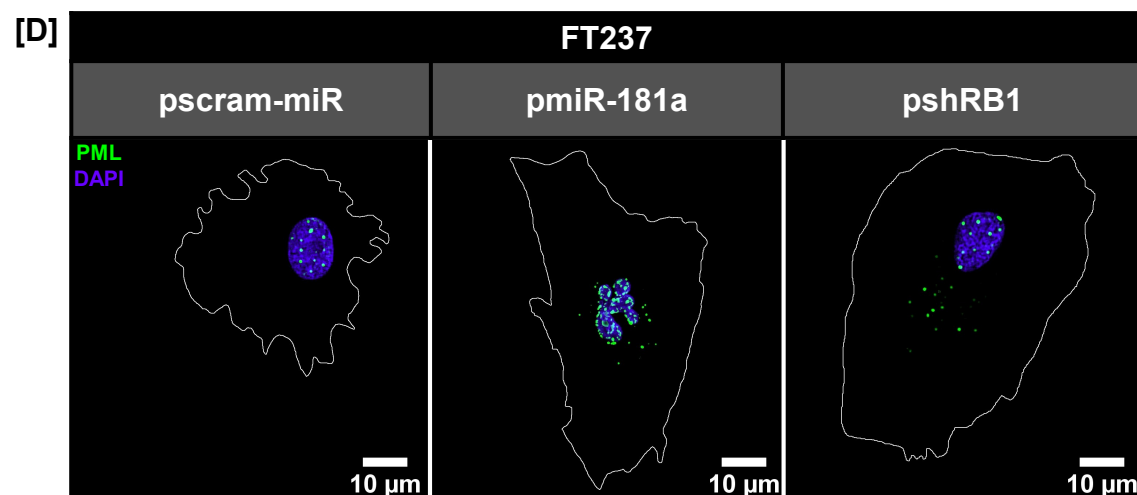 [D]
FT237
pscram-miR
pmiR-181a
pshRB1
PML
DAPI
10 µm
10 µm
10 µm